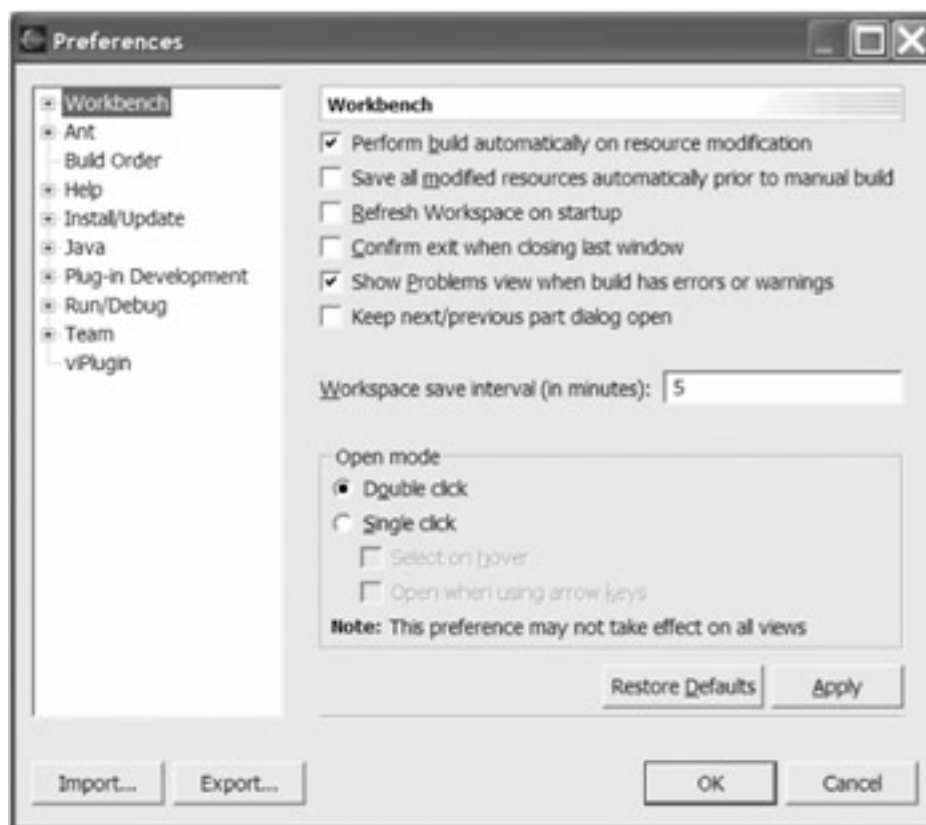 Preferences
Workbench
Ant
Build Order
Help
Install/Update
Java
Plug-in Development
Run/Debug
Team
viPlugin
Workbench
Perform build automatically on resource modification
Save all modified resources automatically prior to manual build
Refresh Workspace on startup
Confirm exit when closing last window
Show Problems view when build has errors or warnings
Keep next/previous part dialog open
Workspace save interval (in minutes): 5
Open mode
Double click
Single click
Select on hover
Open when using arrow keys
Note: This preference may not take effect on all views
Restore Defaults Apply
Import... Export... OK Cancel